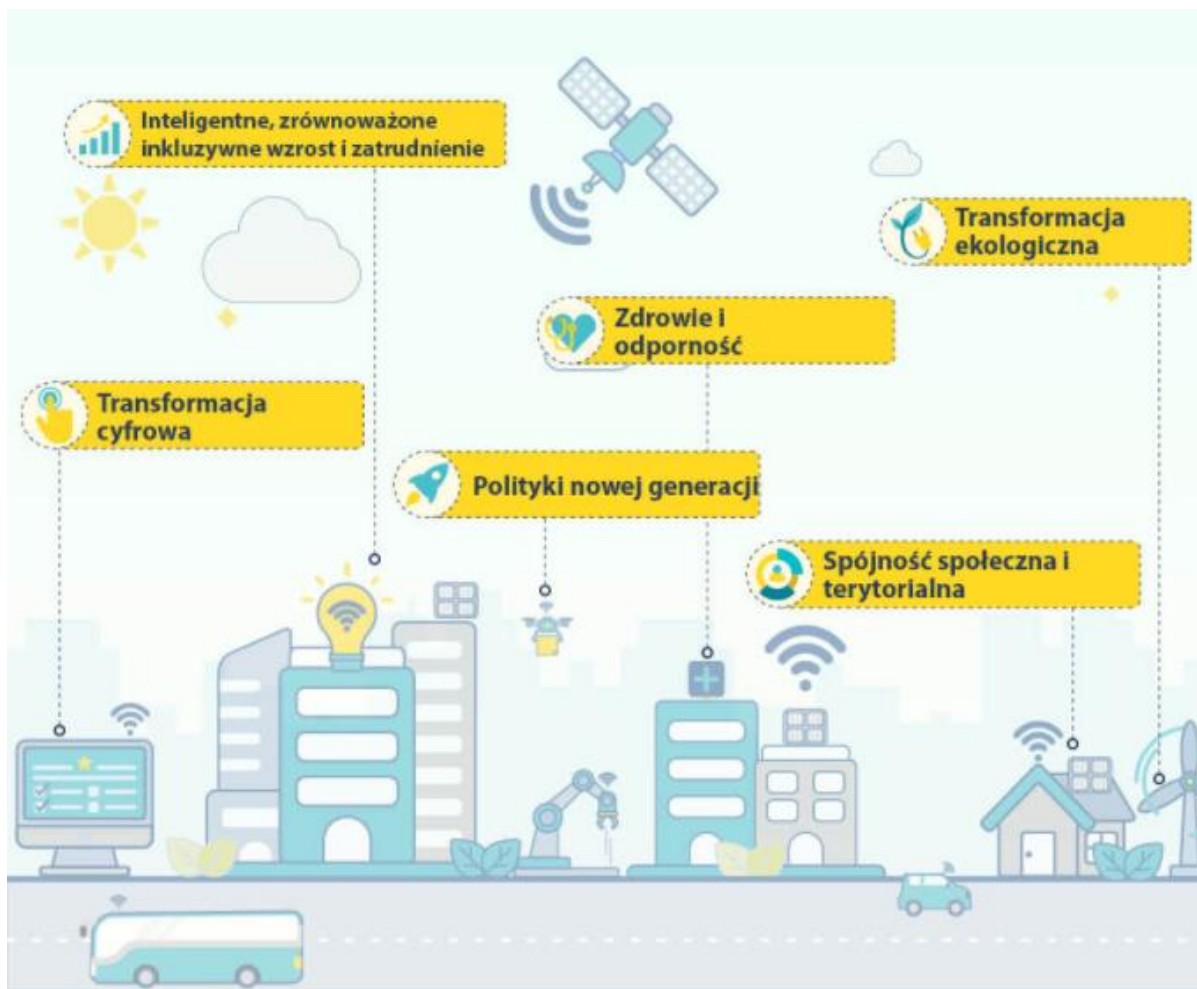 Inteligentne, zrównoważone
inkluzywne wzrost i zatrudnienie
Transformacja
ekologiczna
Zdrowie i
odporność
Transformacja
cyfrowa
Polityki nowej generacji
Spójność społeczna i
terytorialna